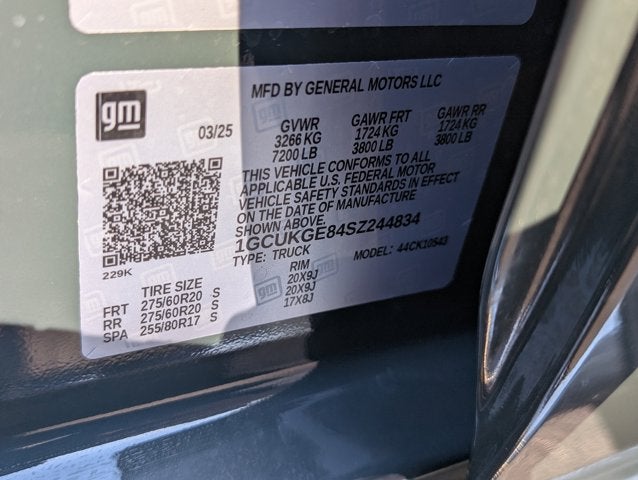 MFD BY GENERAL MOTORS LLC
gm
03/25
GVWR GAWR FRT GAWR RR
3266 KG 1724 KG 1724 KG
7200 LB 3800 LB 3800 LB
THIS VEHICLE CONFORMS TO ALL
APPLICABLE U.S. FEDERAL MOTOR
VEHICLE SAFETY STANDARDS IN EFFECT
ON THE DATE OF MANUFACTURE
SHOWN ABOVE.
1GCUKGE84SZ244834
TYPE: TRUCK MODEL: 44CK10543
229K
TIRE SIZE RIM
FRT 275/60R20 S 20X9J
RR 275/60R20 S 20X9J
SPA 255/80R17 S 17X8J